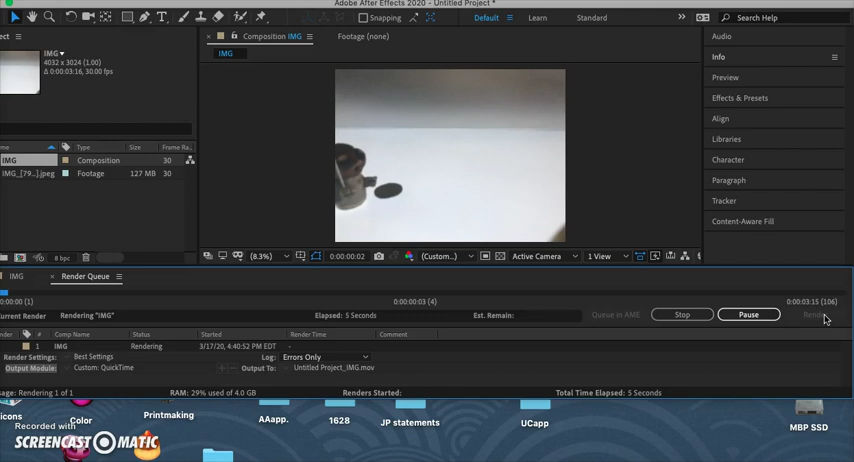 Adobe After Effects 2020 - Untitled Project *
Snapping
Default
Learn
Standard
Search Help
Composition IMG
Footage (none)
IMG
IMG
4032 x 3024 (1.00)
Δ 0:00:03:16, 30.00 fps
Type
Size
Frame Ra..
IMG
Composition
30
IMG_[79...].jpeg
Footage
127 MB
30
8 bpc
(8.3%)
0:00:00:02
(Custom...)
Active Camera
1 View
Audio
Info
Preview
Effects & Presets
Align
Libraries
Character
Paragraph
Tracker
Content-Aware Fill
IMG
Render Queue
0:00:00 (1)
0:00:00:03 (4)
0:00:03:15 (106)
urrent Render
Rendering "IMG"
Elapsed: 5 Seconds
Est. Remain:
Queue in AME
Stop
Pause
Render
nder
#
Comp Name
Status
Started
Render Time
Comment
1
IMG
Rendering
3/17/20, 4:40:52 PM EDT
-
Render Settings:
Best Settings
Log:
Errors Only
Output Module:
Custom: QuickTime
Output To:
Untitled Project_IMG.mov
sage: Rendering 1 of 1
RAM: 29% used of 4.0 GB
Renders Started:
Total Time Elapsed: 5 Seconds
icons
Color
Printmaking
AAapp.
1628
JP statements
UCapp
MBP SSD
Recorded with
SCREENCAST-O-MATIC